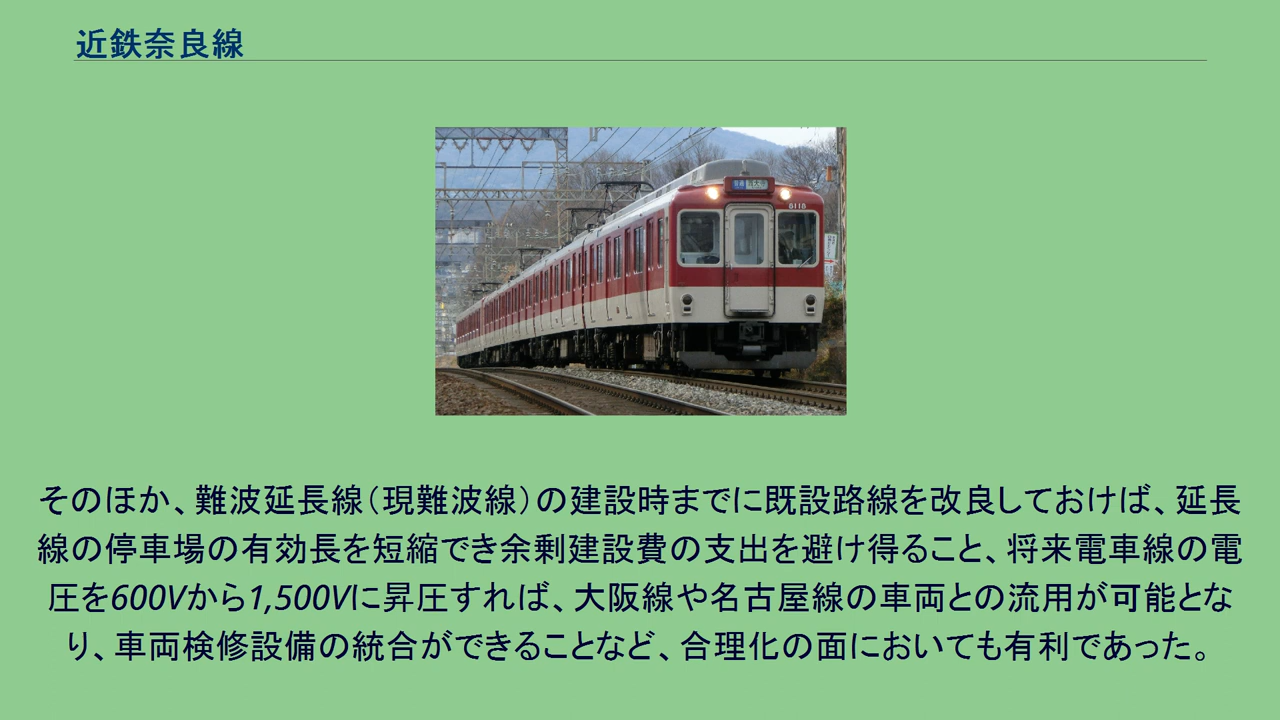 近鉄奈良線
8118
そのほか、難波延長線（現難波線）の建設時までに既設路線を改良しておけば、延長
線の停車場の有効長を短縮でき余剰建設費の支出を避け得ること、将来電車線の電
圧を600Vから1,500Vに昇圧すれば、大阪線や名古屋線の車両との流用が可能とな
り、車両検修設備の統合ができることなど、合理化の面においても有利であった。